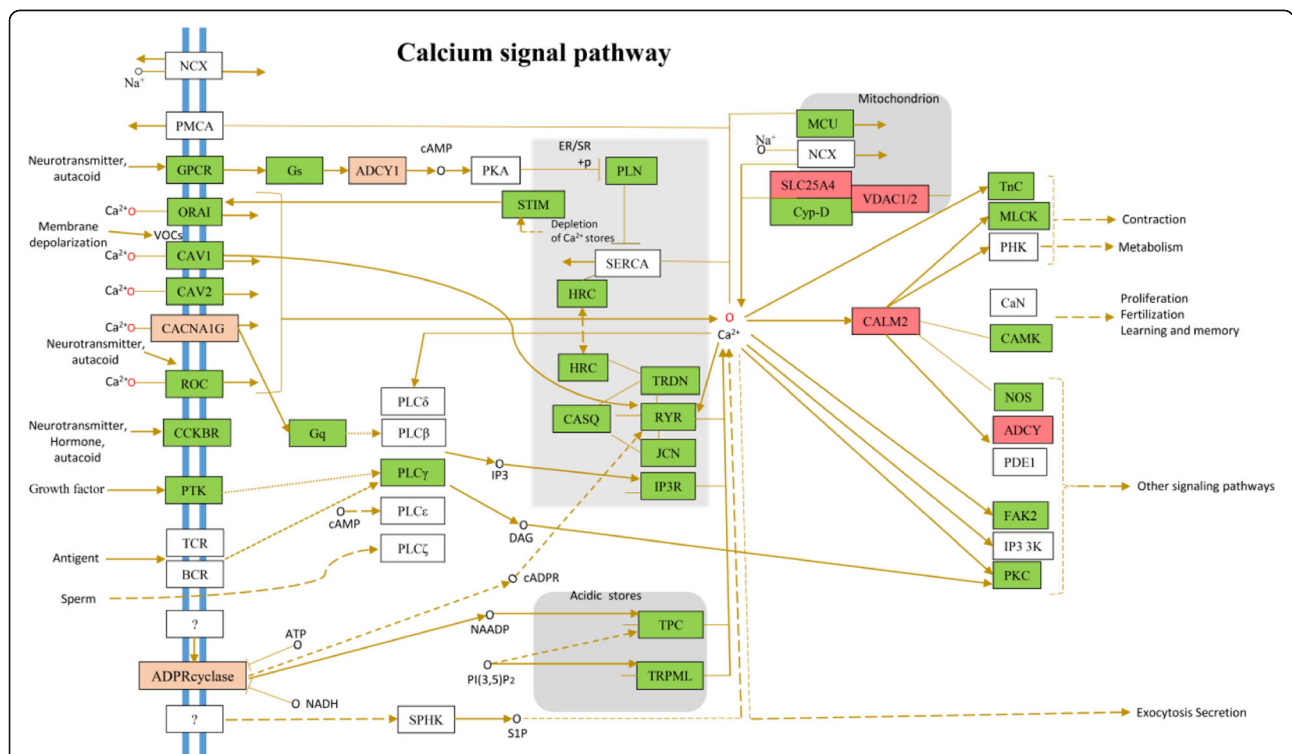 Calcium signal pathway
NCX
Na⁺
PMCA
Neurotransmitter,
autacoid
GPCR
Gs
ADCY1
cAMP
PKA
ER/SR
+p
PLN
Mitochondrion
MCU
Na⁺
NCX
SLC25A4
VDAC1/2
Cyp-D
Ca²⁺
ORAI
STIM
Depletion
of Ca²⁺ stores
Membrane
depolarization
VOCs
Ca²⁺
CAV1
SERCA
Ca²⁺
CAV2
HRC
Ca²⁺
CACNA1G
Neurotransmitter,
autacoid
Ca²⁺
ROC
HRC
TRDN
CASQ
RYR
JCN
IP3R
Ca²⁺
CALM2
TnC
MLCK
PHK
Contraction
Metabolism
CaN
CAMK
Proliferation
Fertilization
Learning and memory
NOS
ADCY
PDE1
Other signaling pathways
FAK2
IP3 3K
PKC
Neurotransmitter,
Hormone,
autacoid
CCKBR
Gq
PLCδ
PLCβ
PLCγ
PLCε
PLCζ
IP3
cAMP
DAG
Growth factor
PTK
Antigent
TCR
BCR
Sperm
cADPR
?
ATP
ADPRcyclase
NADH
NAADP
Acidic stores
TPC
PI(3,5)P₂
TRPML
?
SPHK
S1P
Exocytosis Secretion